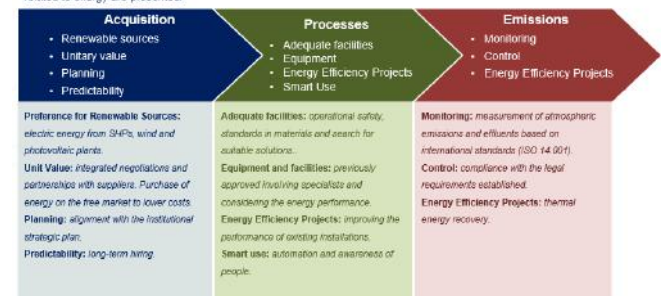 related to energy are presented.
Acquisition
• Renewable sources
• Unitary value
• Planning
• Predictability
Processes
• Adequate facilities
• Equipment
• Energy Efficiency Projects
• Smart Use
Emissions
• Monitoring
• Control
• Energy Efficiency Projects
Preference for Renewable Sources:
electric energy from SHPs, wind and
photovoltaic plants.
Unit Value: integrated negotiations and
partnerships with suppliers. Purchase of
energy on the free market to lower costs.
Planning: alignment with the institutional
strategic plan.
Predictability: long-term hiring.
Adequate facilities: operational safety,
standards in materials and search for
suitable solutions.
Equipment and facilities: previously
approved involving specialists and
considering the energy performance.
Energy Efficiency Projects: improving the
performance of existing installations.
Smart use: automation and awareness of
people.
Monitoring: measurement of atmospheric
emissions and effluents based on
international standards (ISO 14.001).
Control: compliance with the legal
requirements established.
Energy Efficiency Projects: thermal
energy recovery.